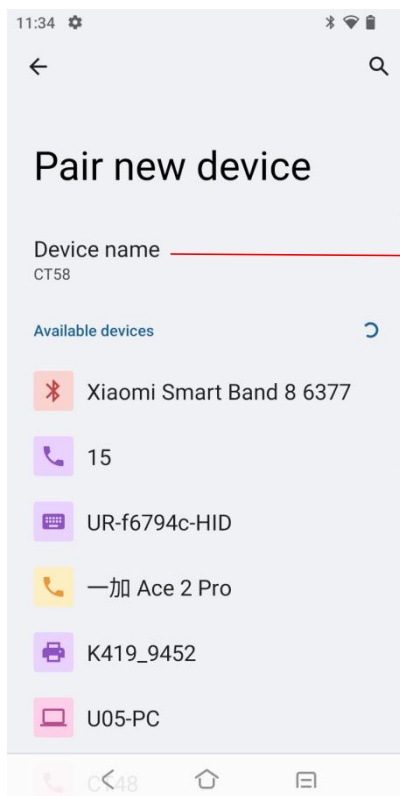 11:34
Pair new device
Device name
CT58
Available devices
Xiaomi Smart Band 8 6377
15
UR-f6794c-HID
一加 Ace 2 Pro
K419_9452
U05-PC
CT48